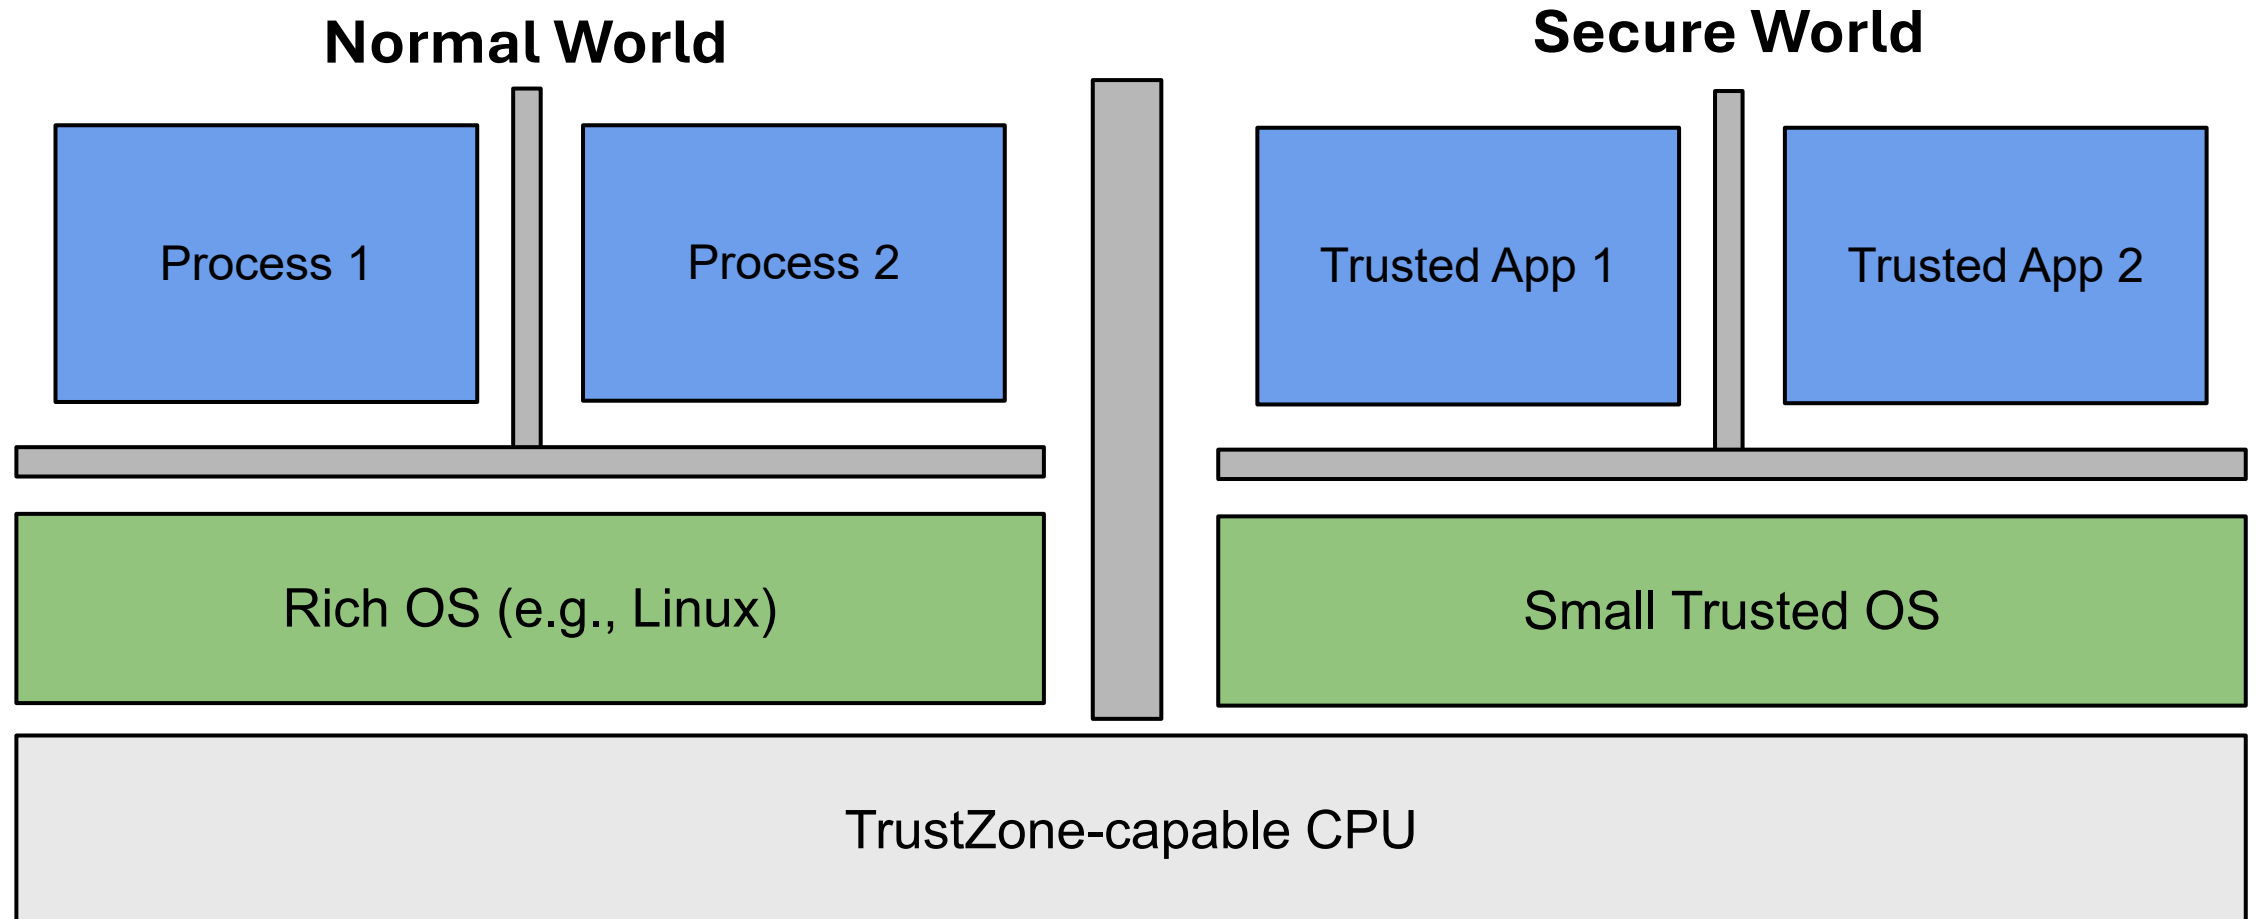 Normal World
Secure World
Process 1
Process 2
Trusted App 1
Trusted App 2
Rich OS (e.g., Linux)
Small Trusted OS
TrustZone-capable CPU